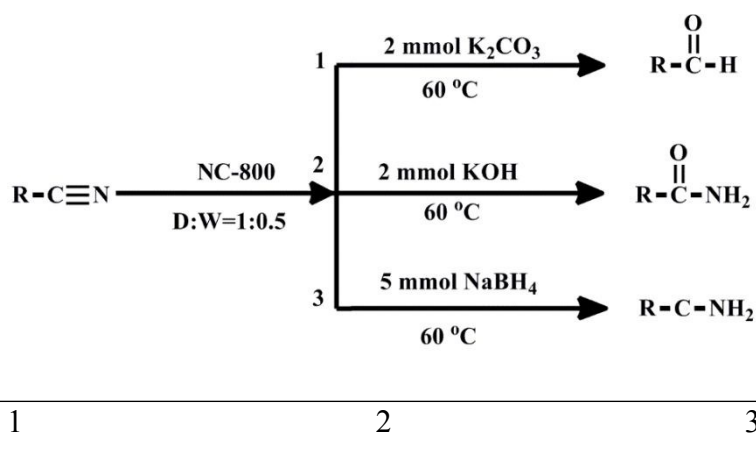 1 2 mmol K₂CO₃
60 °C
O
R-C-H
R-C≡N
NC-800
D:W=1:0.5
2 2 mmol KOH
60 °C
O
R-C-NH₂
3 5 mmol NaBH₄
60 °C
R-C-NH₂
1 2 3